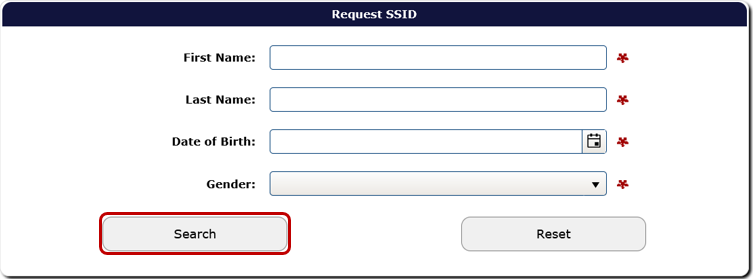 Request SSID
First Name:
Last Name:
Date of Birth:
Gender:
Search Reset